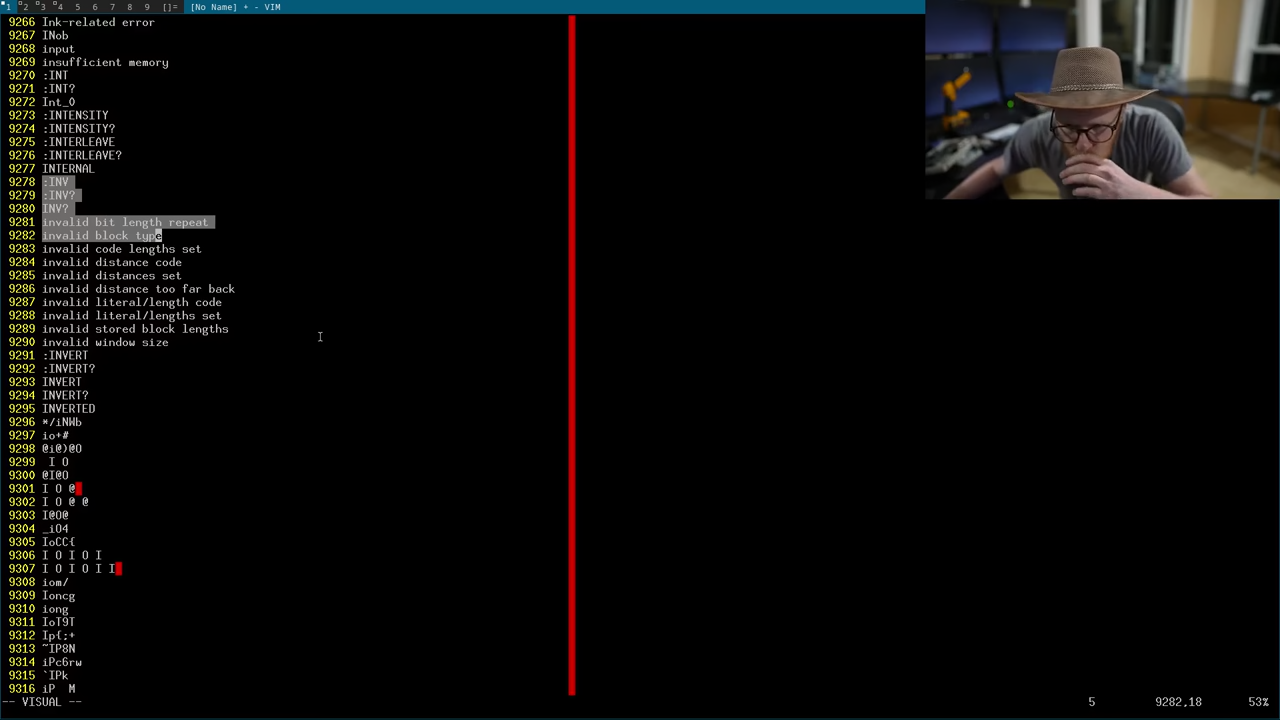 1 2 3 4 5 6 7 8 9 []= [No Name] + - VIM
9266 Ink-related error
9267 INob
9268 input
9269 insufficient memory
9270 :INT
9271 :INT?
9272 Int_0
9273 :INTENSITY
9274 :INTENSITY?
9275 :INTERLEAVE
9276 :INTERLEAVE?
9277 INTERNAL
9278 :INV
9279 :INV?
9280 INV?
9281 invalid bit length repeat
9282 invalid block type
9283 invalid code lengths set
9284 invalid distance code
9285 invalid distances set
9286 invalid distance too far back
9287 invalid literal/length code
9288 invalid literal/lengths set
9289 invalid stored block lengths
9290 invalid window size
9291 :INVERT
9292 :INVERT?
9293 INVERT
9294 INVERT?
9295 INVERTED
9296 */iNWb
9297 io+#
9298 @i@)@O
9299  I O
9300 @I@O
9301 I O @
9302 I O @ @
9303 I@O@
9304 _iO4
9305 IoCC{
9306 I O I O I
9307 I O I O I I
9308 iom/
9309 Ioncg
9310 iong
9311 IoT9T
9312 Ip{;+
9313 ~IP8N
9314 iPc6rw
9315 `IPk
9316 iP  M
-- VISUAL -- 5 9282,18 53%